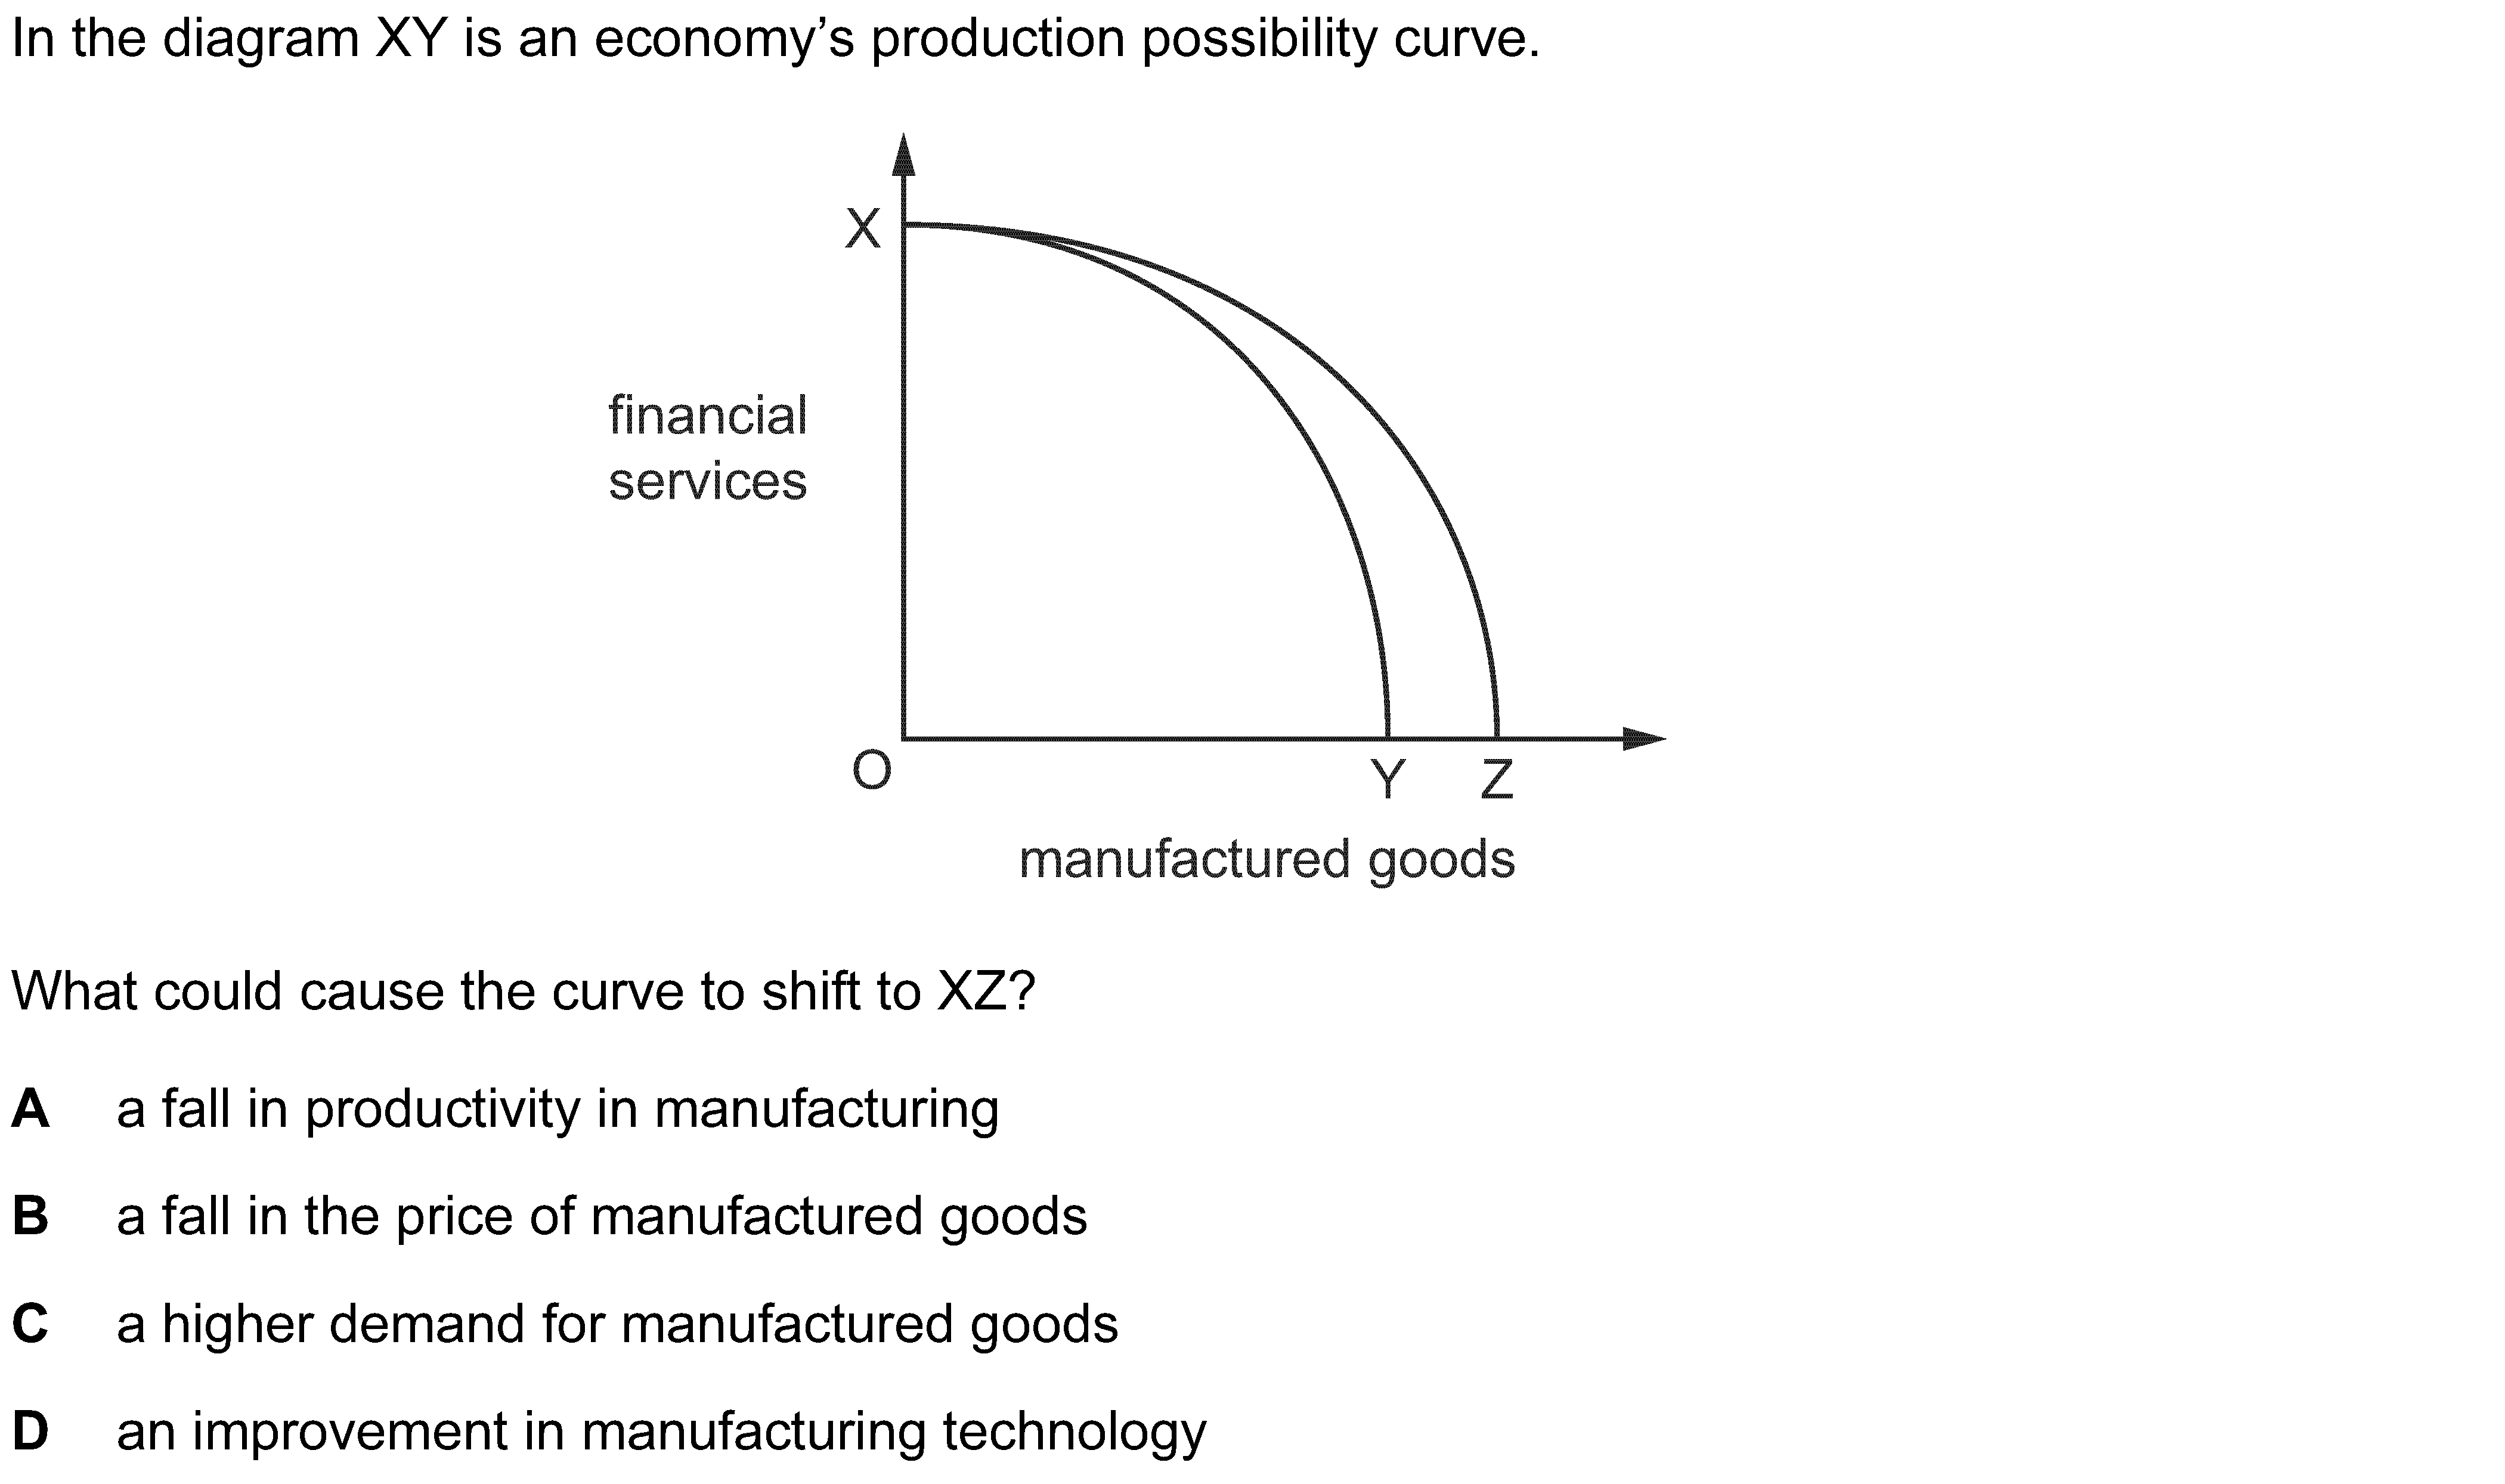 In the diagram XY is an economy’s production possibility curve.
X
financial
services
O
Y
Z
manufactured goods
What could cause the curve to shift to XZ?
A a fall in productivity in manufacturing
B a fall in the price of manufactured goods
C a higher demand for manufactured goods
D an improvement in manufacturing technology